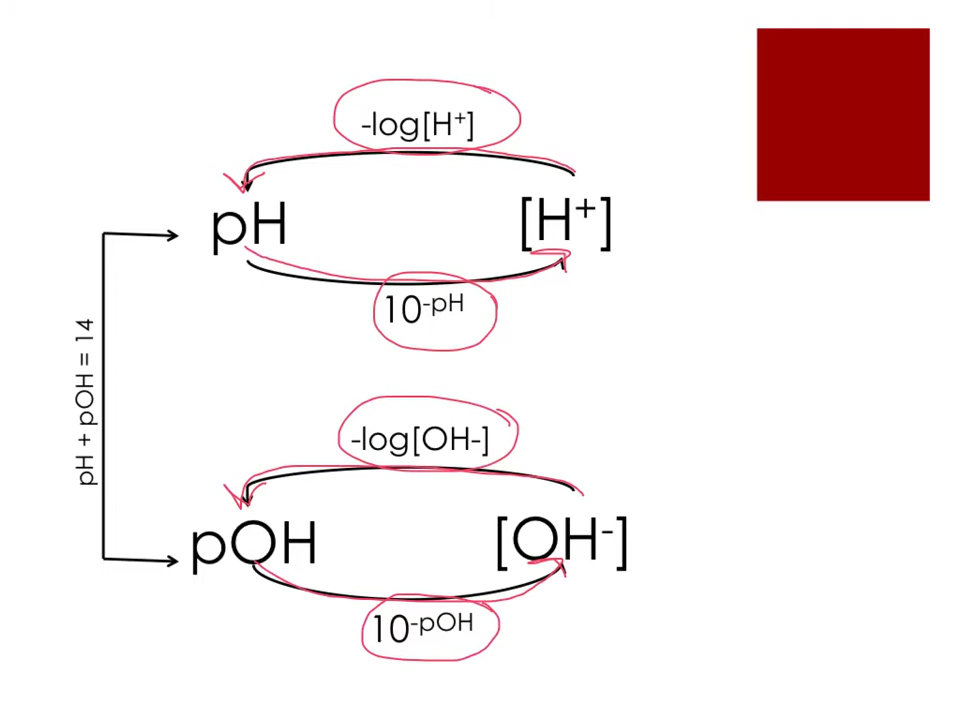 -log[H⁺]
pH
[H⁺]
10⁻ᵖᴴ
pH + pOH = 14
-log[OH-]
pOH
[OH⁻]
10⁻ᵖᴼᴴ